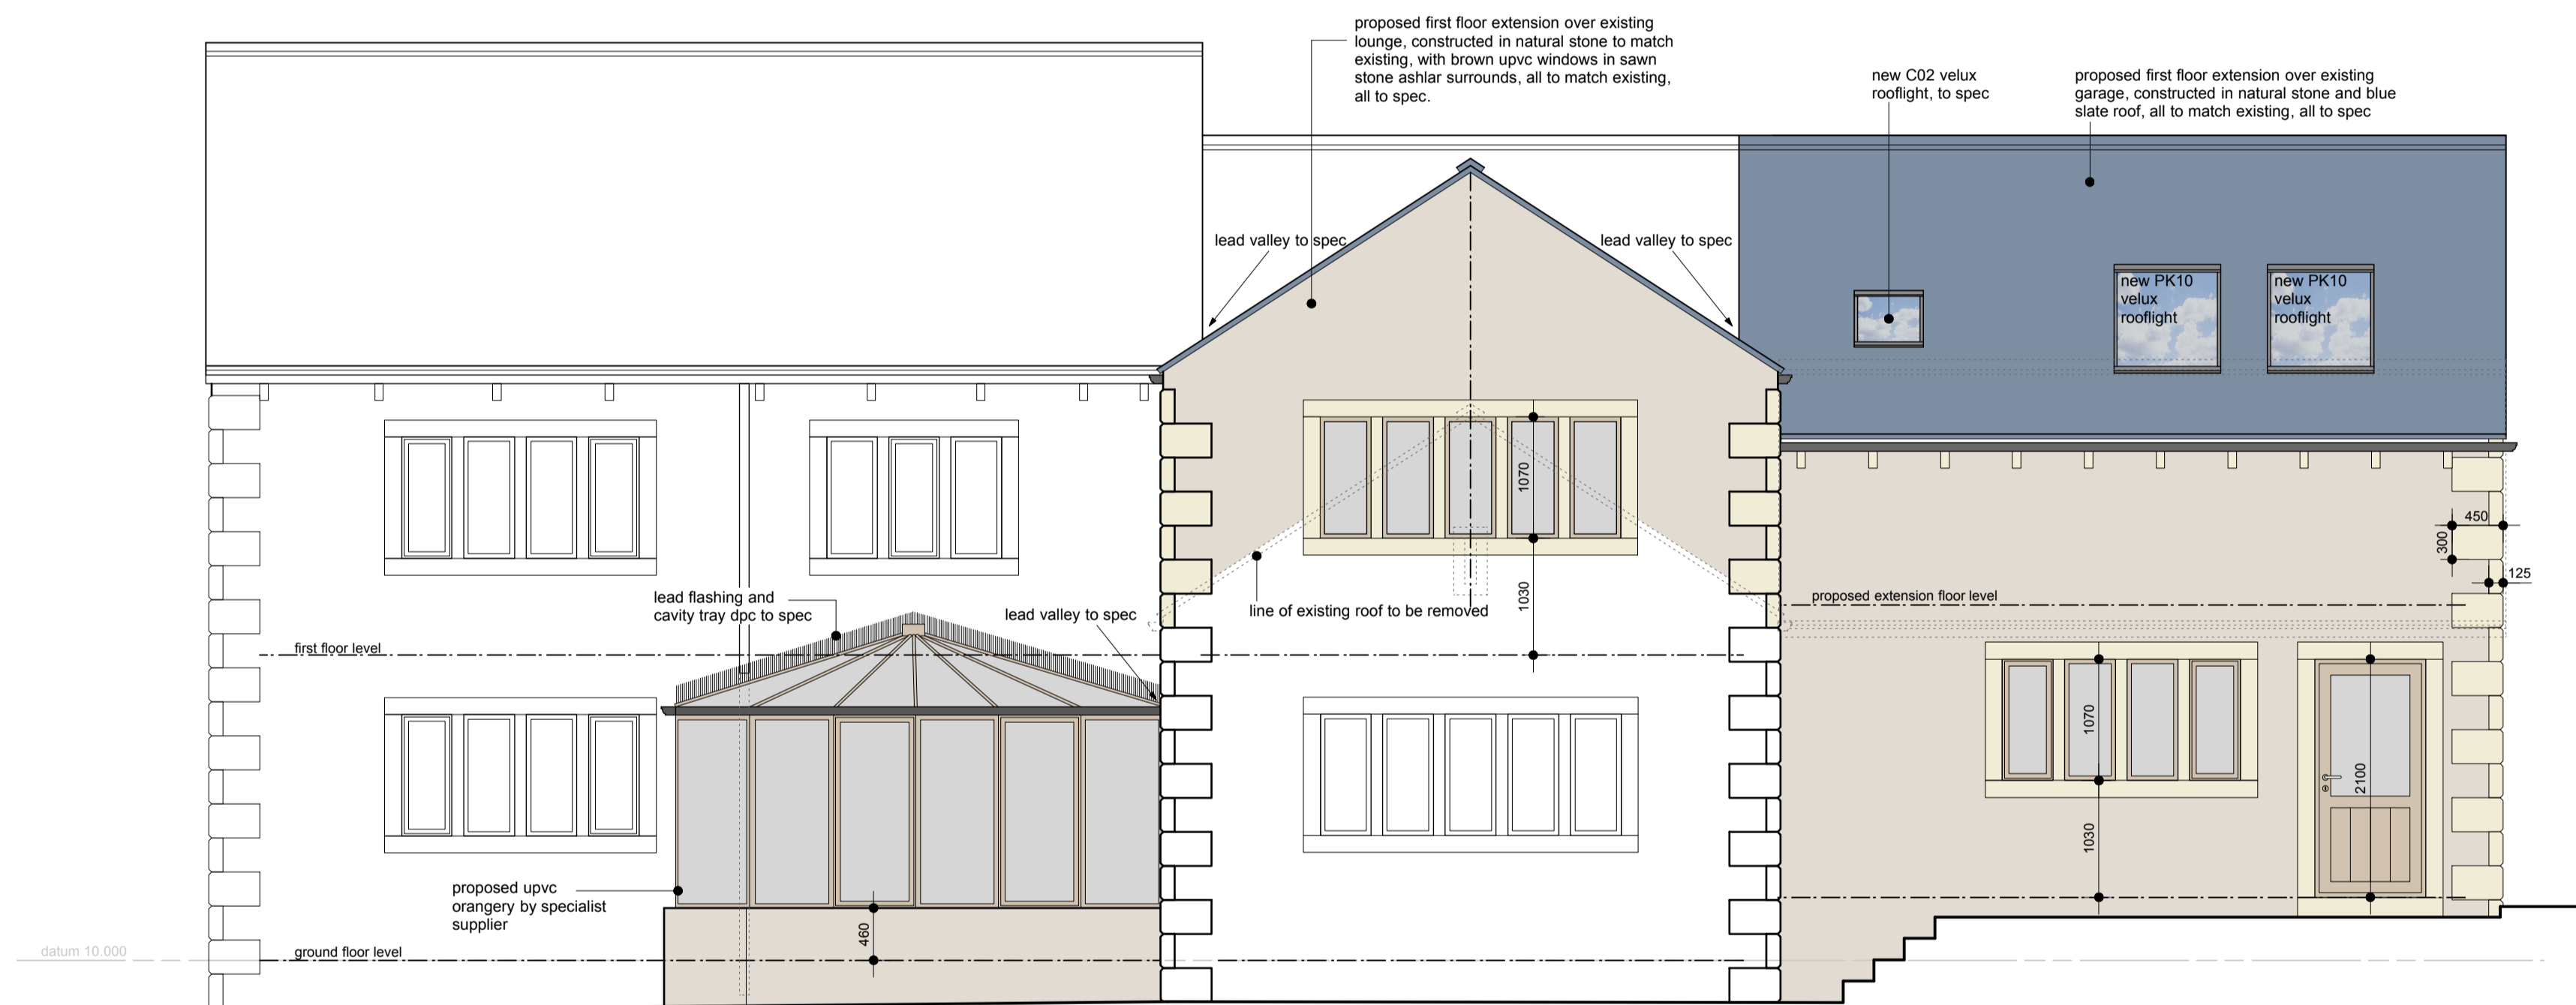 proposed first floor extension over existing
lounge, constructed in natural stone to match
existing, with brown upvc windows in sawn
stone ashlar surrounds, all to match existing,
all to spec.
new C02 velux
rooflight, to spec
proposed first floor extension over existing
garage, constructed in natural stone and blue
slate roof, all to match existing, all to spec
lead valley to spec
lead valley to spec
new PK10
velux
rooflight
new PK10
velux
rooflight
1070
1030
450
300
125
lead flashing and
cavity tray dpc to spec
lead valley to spec
line of existing roof to be removed
proposed extension floor level
first floor level
1070
1030
2100
proposed upvc
orangery by specialist
supplier
460
datum 10.000
ground floor level